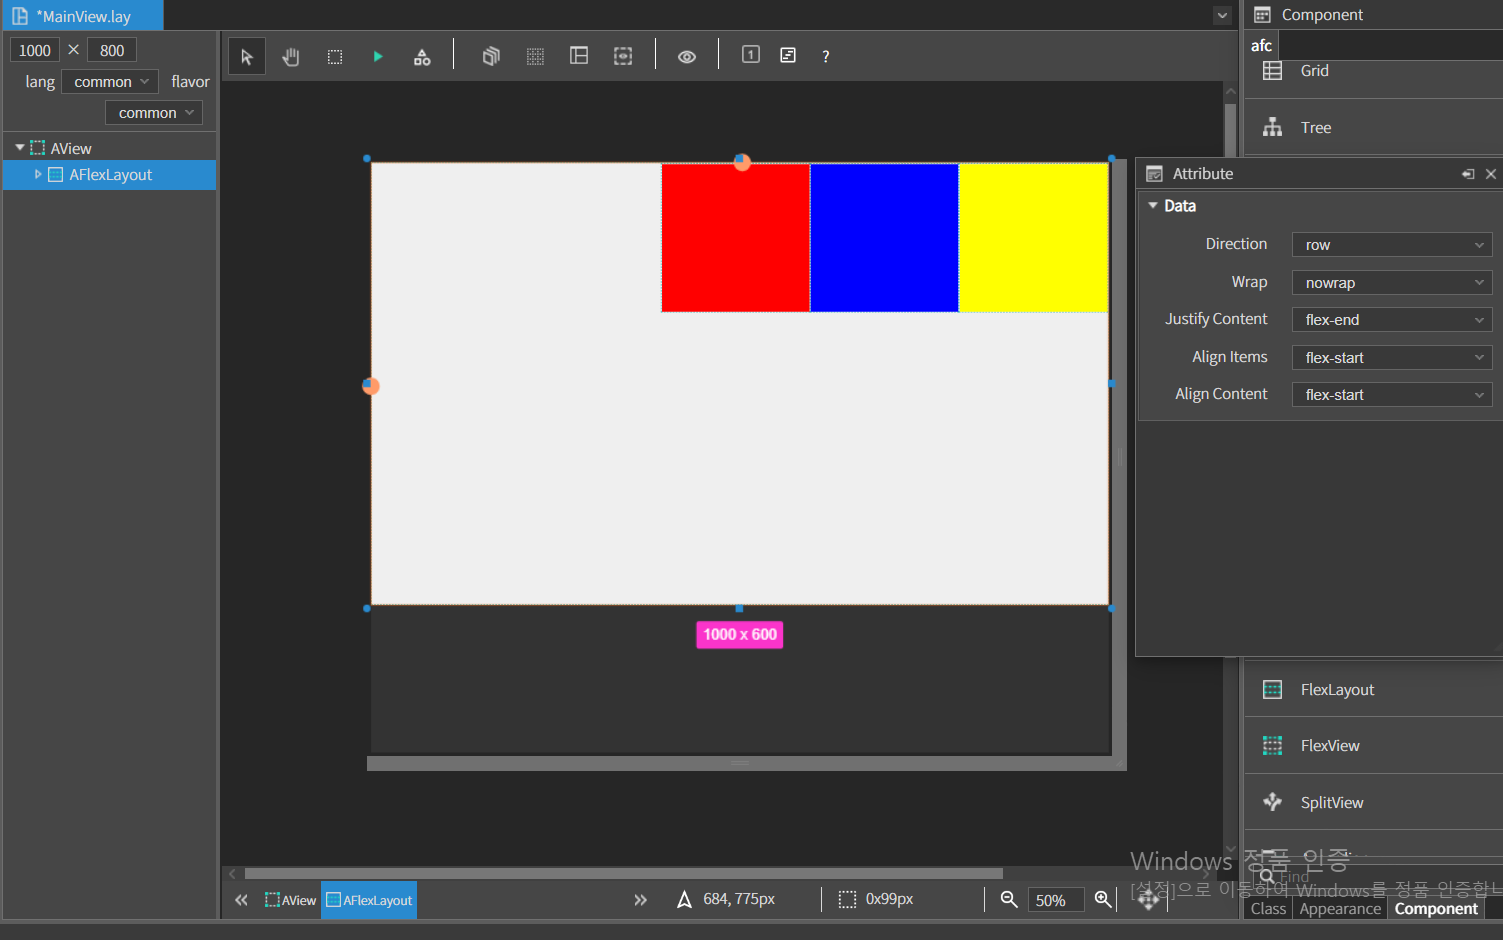 *MainView.lay
1000 × 800
lang common flavor
common
AView
AFlexLayout
1
?
1000 x 600
Component
afc
Grid
Tree
Attribute
Data
Direction row
Wrap nowrap
Justify Content flex-end
Align Items flex-start
Align Content flex-start
FlexLayout
FlexView
SplitView
Windows 정품 인증
Find
[설정]으로 이동하여 Windows를 정품 인증합니
Class Appearance Component
AView AFlexLayout
684, 775px
0x99px
50%